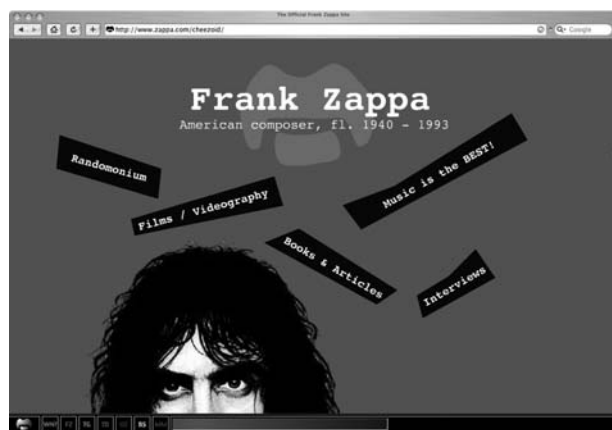 The Official Frank Zappa Site
http://www.zappa.com/cheezoid/
Google
Frank Zappa
American composer, fl. 1940 - 1993
Randomonium
Films / Videography
Music is the BEST!
Books & Articles
Interviews